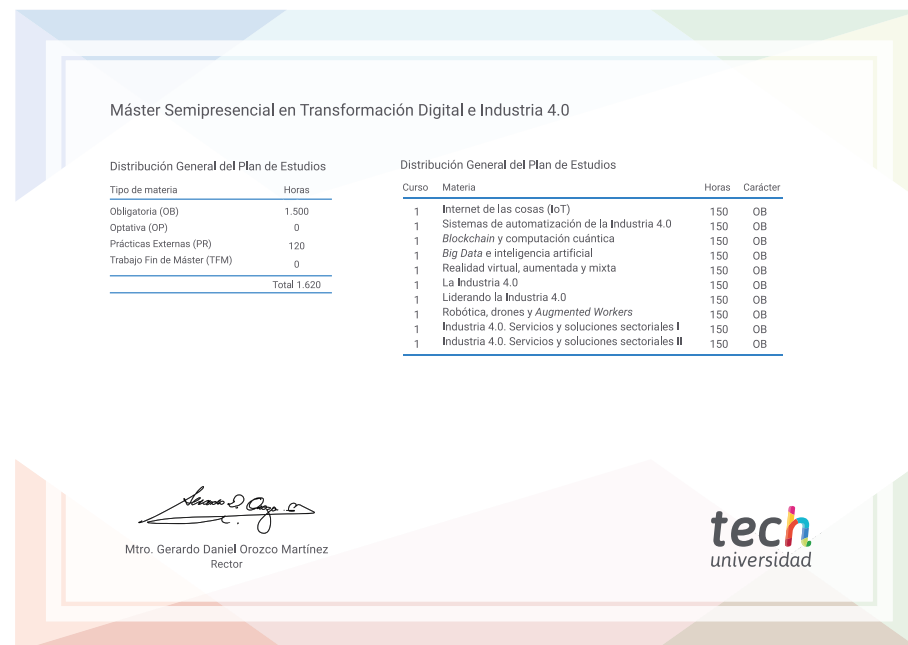 Máster Semipresencial en Transformación Digital e Industria 4.0
Distribución General del Plan de Estudios
Tipo de materia Horas
Obligatoria (OB) 1.500
Optativa (OP) 0
Prácticas Externas (PR) 120
Trabajo Fin de Máster (TFM) 0
Total 1.620
Distribución General del Plan de Estudios
Curso Materia Horas Carácter
1 Internet de las cosas (IoT) 150 OB
1 Sistemas de automatización de la Industria 4.0 150 OB
1 Blockchain y computación cuántica 150 OB
1 Big Data e inteligencia artificial 150 OB
1 Realidad virtual, aumentada y mixta 150 OB
1 La Industria 4.0 150 OB
1 Liderando la Industria 4.0 150 OB
1 Robótica, drones y Augmented Workers 150 OB
1 Industria 4.0. Servicios y soluciones sectoriales I 150 OB
1 Industria 4.0. Servicios y soluciones sectoriales II 150 OB
Mtro. Gerardo Daniel Orozco Martínez
Rector
tech
universidad